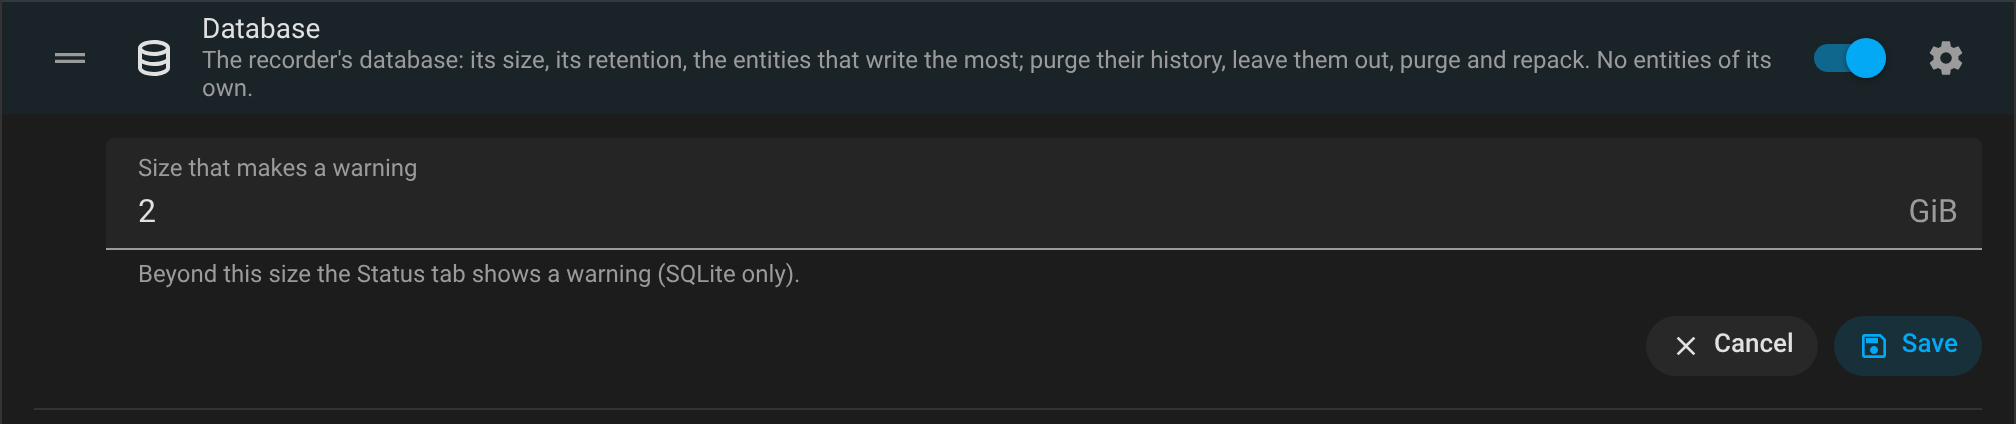 Database
The recorder's database: its size, its retention, the entities that write the most; purge their history, leave them out, purge and repack. No entities of its
own.
Size that makes a warning
2 GiB
Beyond this size the Status tab shows a warning (SQLite only).
Cancel Save